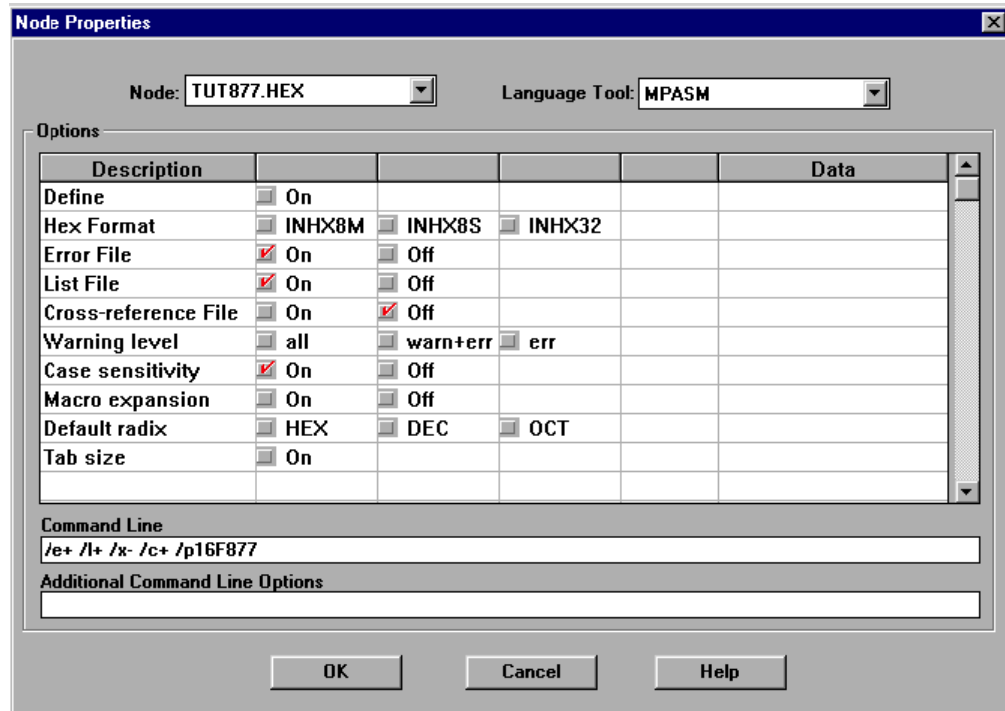 Node Properties
Node: TUT877.HEX Language Tool: MPASM
Options
Description Data
Define On
Hex Format INHX8M INHX8S INHX32
Error File On Off
List File On Off
Cross-reference File On Off
Warning level all warn+err err
Case sensitivity On Off
Macro expansion On Off
Default radix HEX DEC OCT
Tab size On
Command Line
/e+ /l+ /x- /c+ /p16F877
Additional Command Line Options
OK Cancel Help